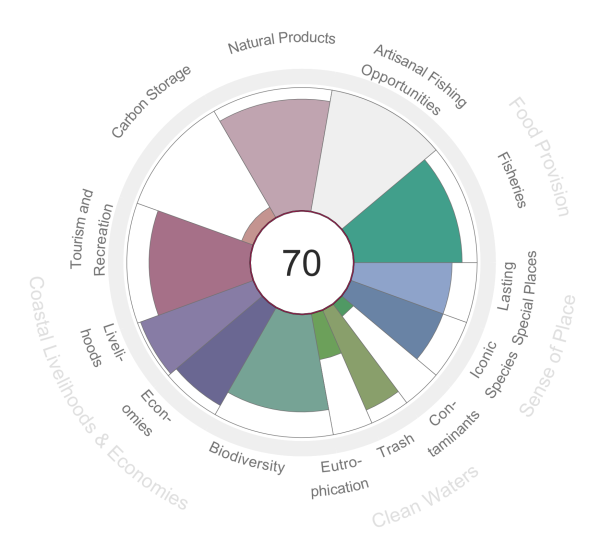 Natural Products
Artisanal Fishing
Opportunities
Carbon Storage
Food Provision
Fisheries
Tourism and
Recreation
70
Lasting
Special Places
Sense of Place
Iconic
Species
Coastal Livelihoods & Economies
Liveli-
hoods
Econ-
omies
Con-
taminants
Trash
Biodiversity
Eutro-
phication
Clean Waters